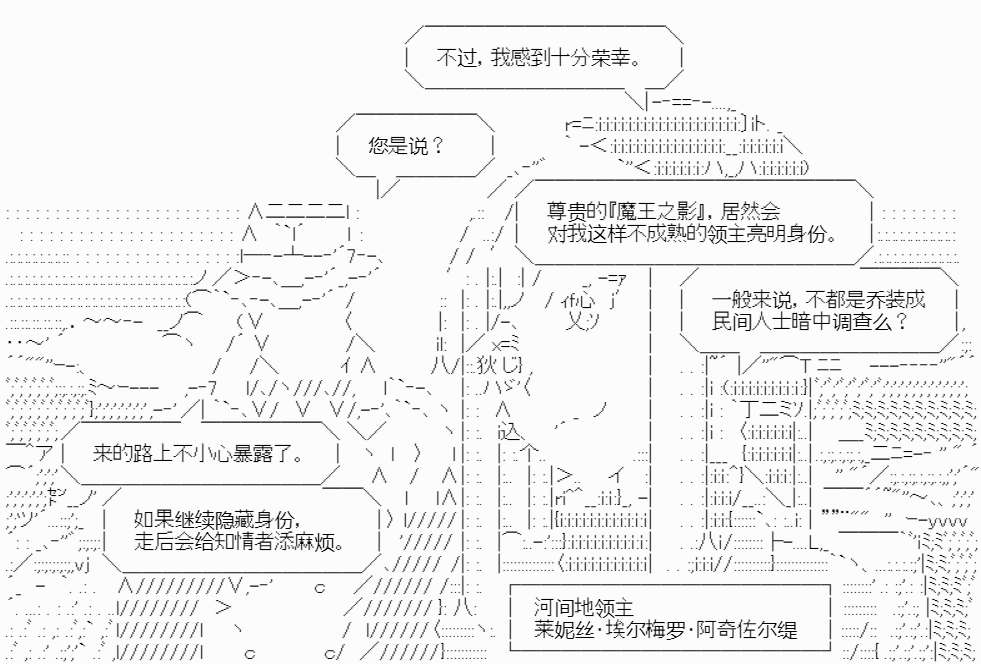 不过，我感到十分荣幸。
您是说？
尊贵的『魔王之影』，居然会
对我这样不成熟的领主亮明身份。
一般来说，不都是乔装成
民间人士暗中调查么？
来的路上不小心暴露了。
如果继续隐藏身份，
走后会给知情者添麻烦。
河间地领主
莱妮丝·埃尔梅罗·阿奇佐尔缇